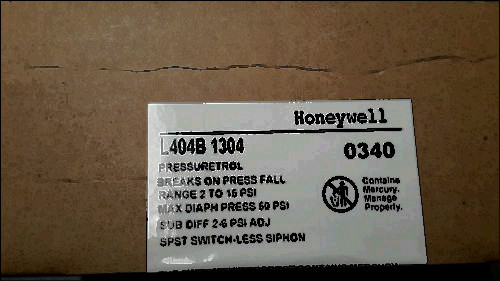 Honeywell
L404B 1304
0340
PRESSURETROL
BREAKS ON PRESS FALL
RANGE 2 TO 15 PSI
MAX DIAPH PRESS 50 PSI
SUB DIFF 2-6 PSI ADJ
SPST SWITCH-LESS SIPHON
Contains
Mercury.
Manage
Properly.